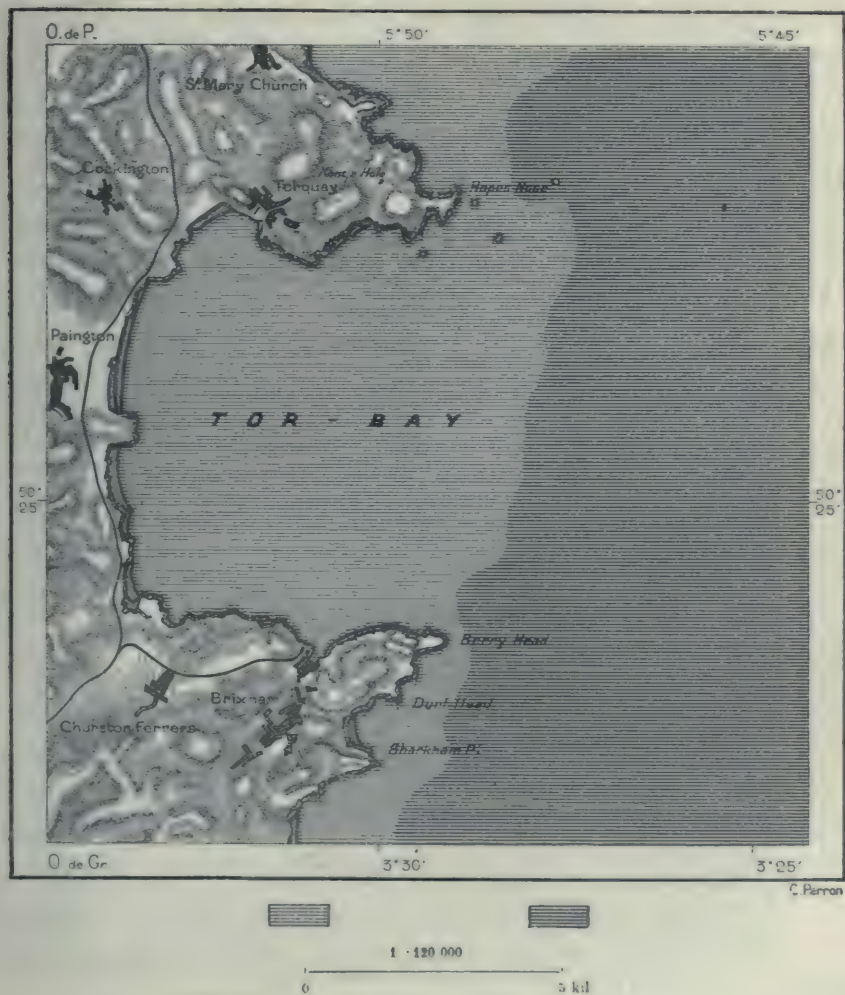 O. de P.
5° 50'
5° 45'
St Mary Church
Cockington
Kent's Hole
Torquay
Hopes Nose
Paington
TOR-BAY
50°
25'
50°
25'
Berry Head
Brixham
Durl Head
Churston Ferrers
Sharkham Pt
O. de Gr.
3° 30'
3° 25'
C. Perron
1 : 120 000
0
5 kil